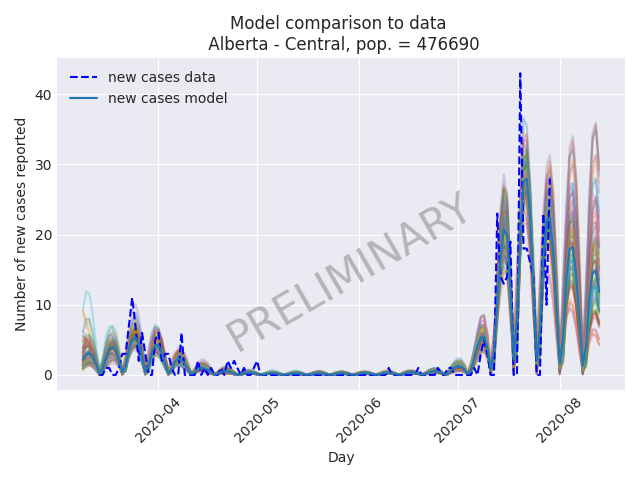 Model comparison to data
Alberta - Central, pop. = 476690
new cases data
new cases model
Number of new cases reported
40
30
20
10
0
PRELIMINARY
2020-04
2020-05
2020-06
2020-07
2020-08
Day